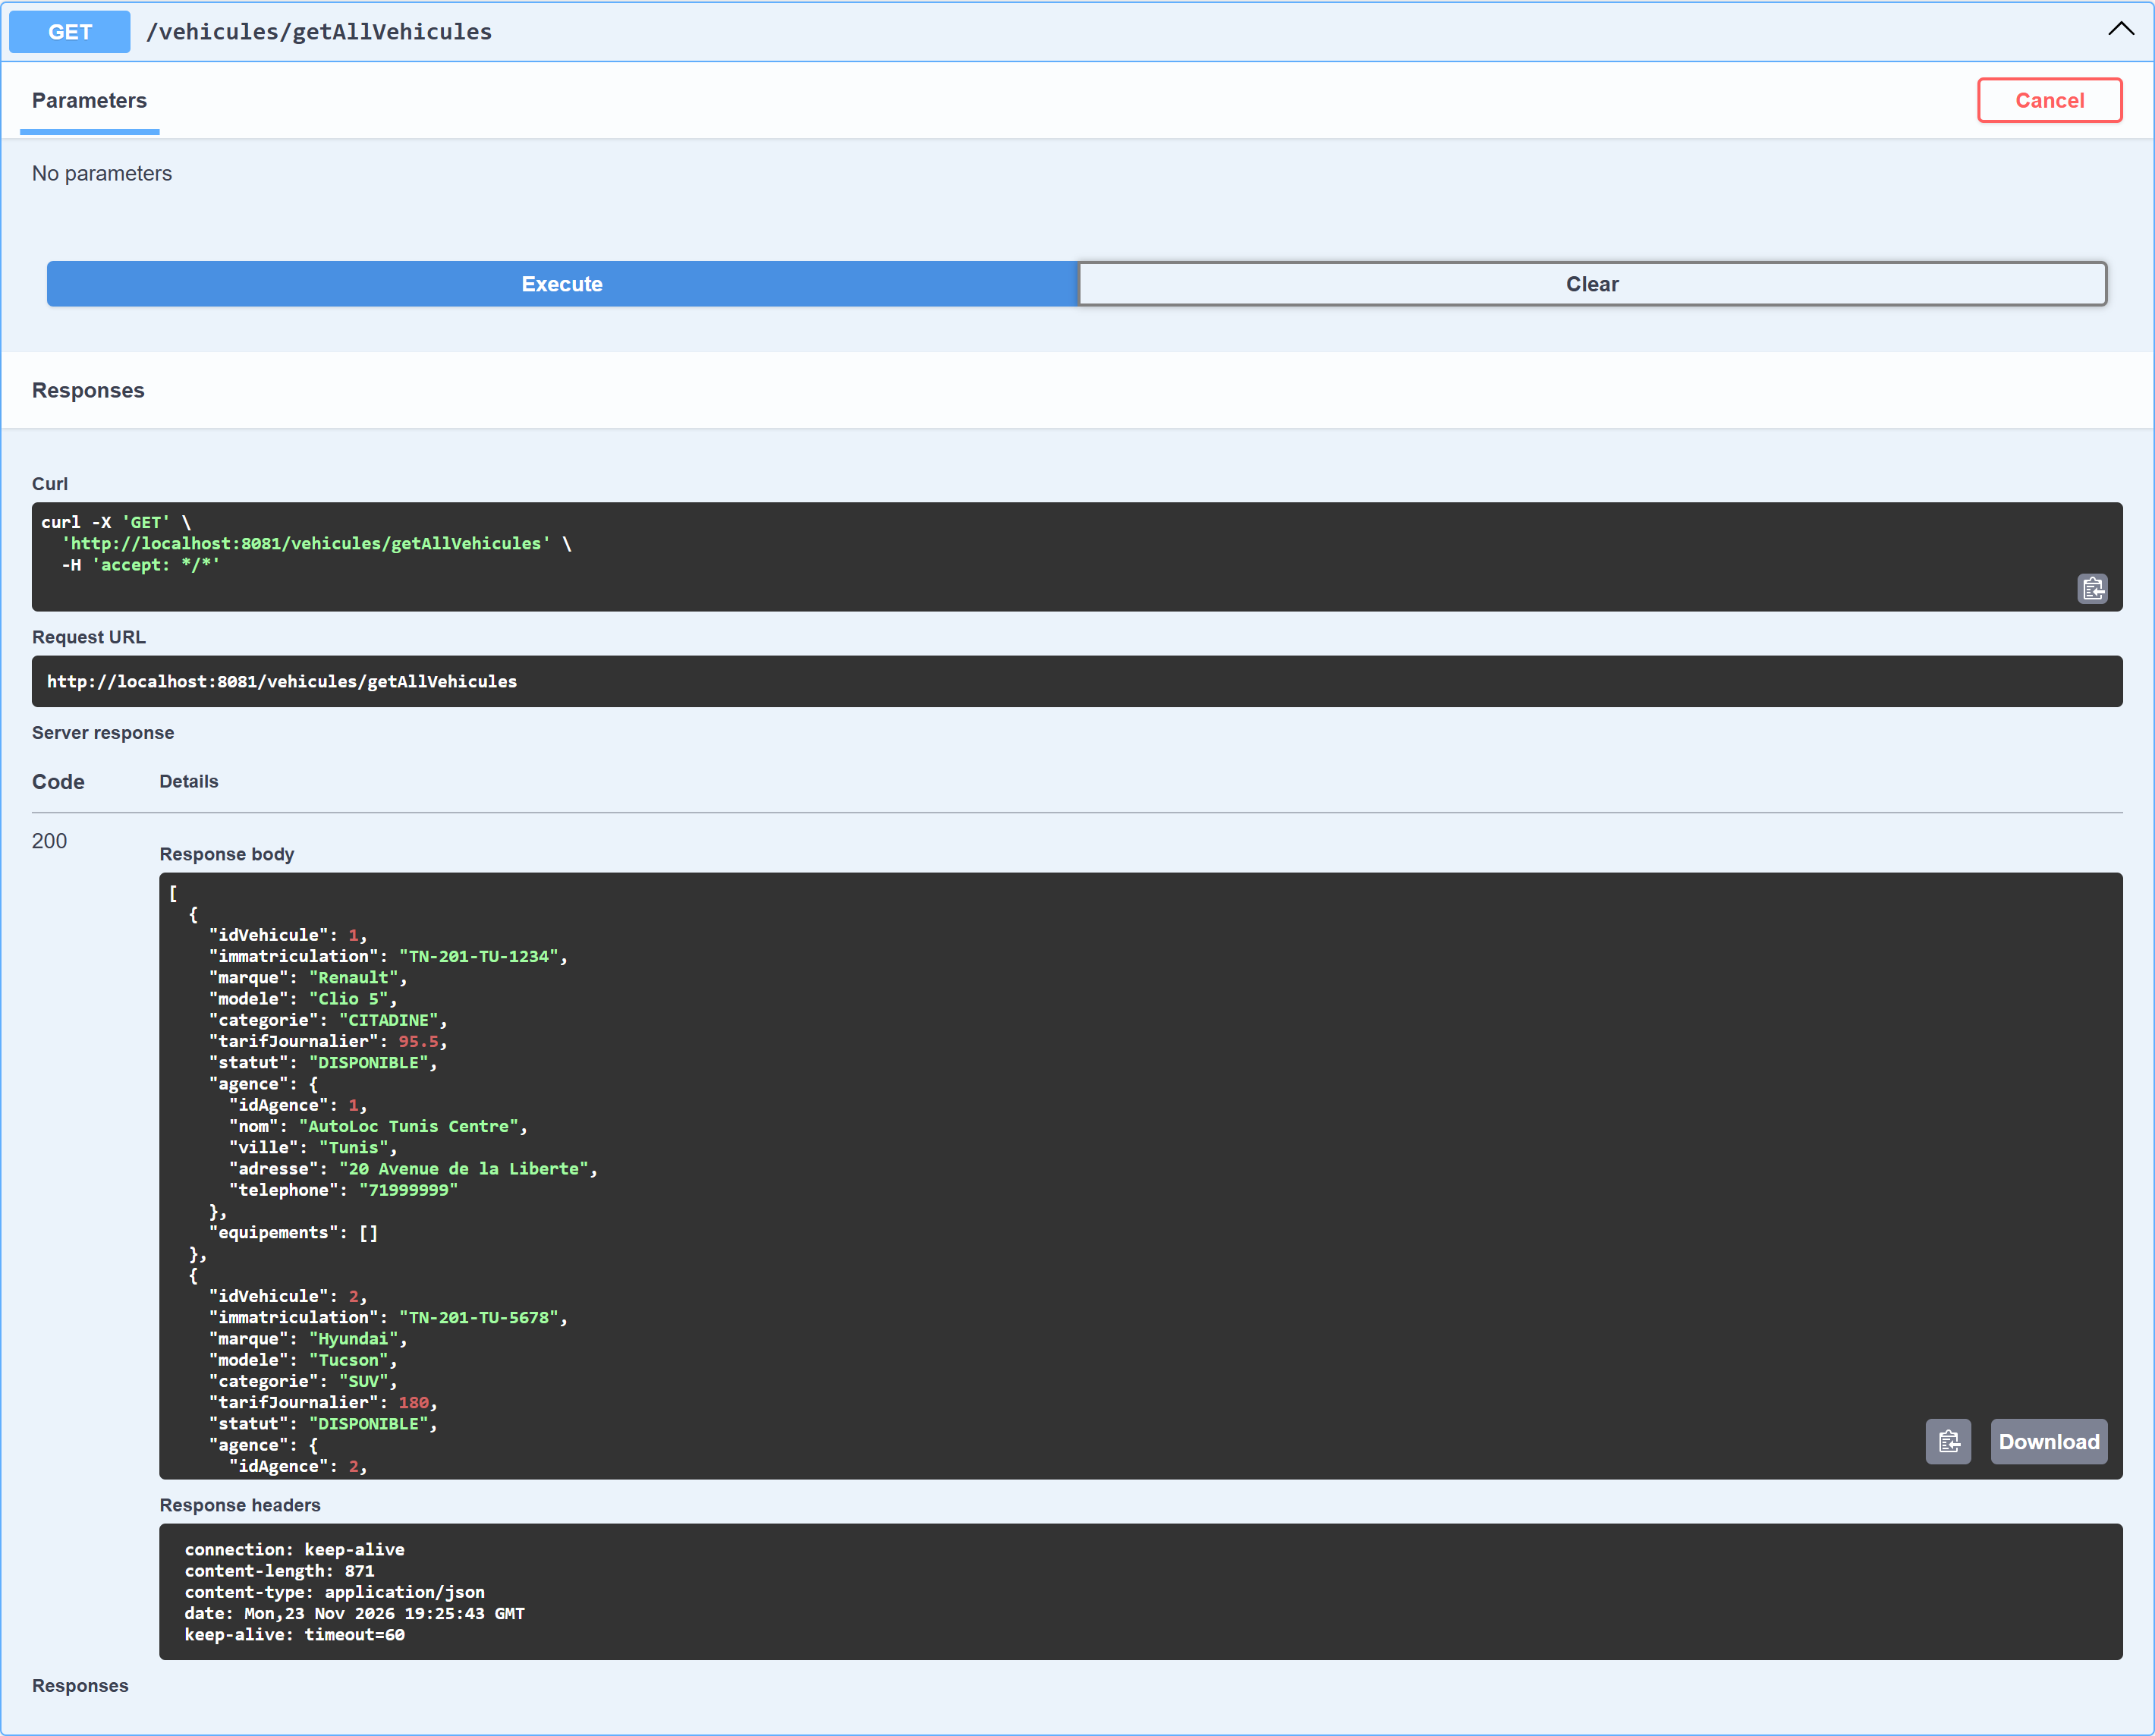 GET /vehicules/getAllVehicules
Parameters
Cancel
No parameters
Execute
Clear
Responses
Curl
curl -X 'GET' \
  'http://localhost:8081/vehicules/getAllVehicules' \
  -H 'accept: */*'
Request URL
http://localhost:8081/vehicules/getAllVehicules
Server response
Code Details
200
Response body
[
  {
    "idVehicule": 1,
    "immatriculation": "TN-201-TU-1234",
    "marque": "Renault",
    "modele": "Clio 5",
    "categorie": "CITADINE",
    "tarifJournalier": 95.5,
    "statut": "DISPONIBLE",
    "agence": {
      "idAgence": 1,
      "nom": "AutoLoc Tunis Centre",
      "ville": "Tunis",
      "adresse": "20 Avenue de la Liberte",
      "telephone": "71999999"
    },
    "equipements": []
  },
  {
    "idVehicule": 2,
    "immatriculation": "TN-201-TU-5678",
    "marque": "Hyundai",
    "modele": "Tucson",
    "categorie": "SUV",
    "tarifJournalier": 180,
    "statut": "DISPONIBLE",
    "agence": {
      "idAgence": 2,
Download
Response headers
connection: keep-alive
content-length: 871
content-type: application/json
date: Mon,23 Nov 2026 19:25:43 GMT
keep-alive: timeout=60
Responses